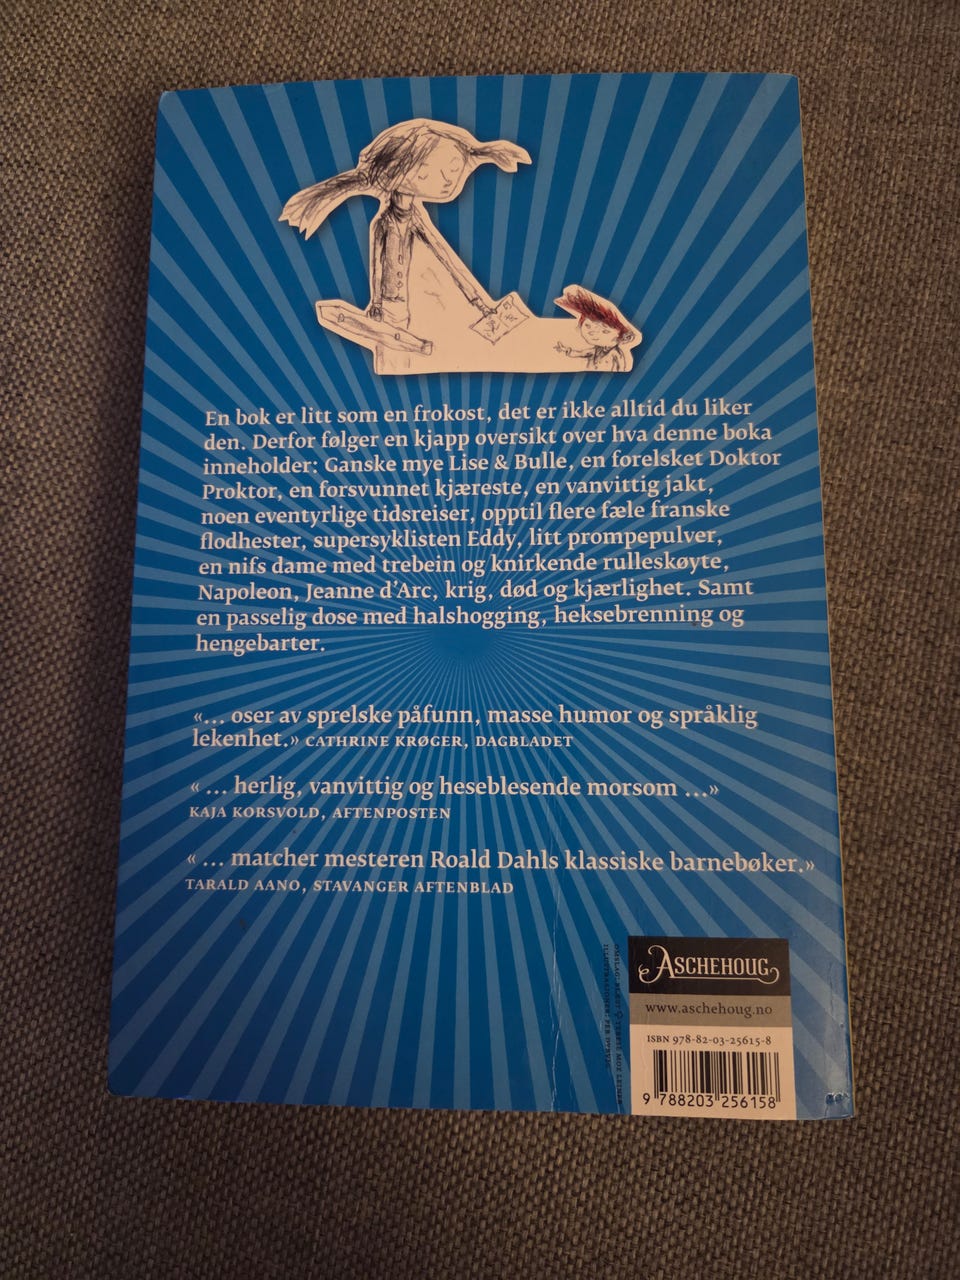 En bok er litt som en frokost, det er ikke alltid du liker
den. Derfor følger en kjapp oversikt over hva denne boka
inneholder: Ganske mye Lise & Bulle, en forelsket Doktor
Proktor, en forsvunnet kjæreste, en vanvittig jakt,
noen eventyrlige tidsreiser, opptil flere fæle franske
flodhester, supersyklisten Eddy, litt prompepulver,
en nifs dame med trebein og knirkende rulleskøyte,
Napoleon, Jeanne d'Arc, krig, død og kjærlighet. Samt
en passelig dose med halshogging, heksebrenning og
hengebarter.
«... oser av sprelske påfunn, masse humor og språklig
lekenhet.» CATHRINE KRØGER, DAGBLADET
« ... herlig, vanvittig og heseblesende morsom ...»
KAJA KORSVOLD, AFTENPOSTEN
« ... matcher mesteren Roald Dahls klassiske barnebøker.»
TARALD AANO, STAVANGER AFTENBLAD
ASCHEHOUG
www.aschehoug.no
ISBN 978-82-03-25615-8
9 788203 256158
OMSLAG:
ILLUSTRASJONER: PER DYBVIG